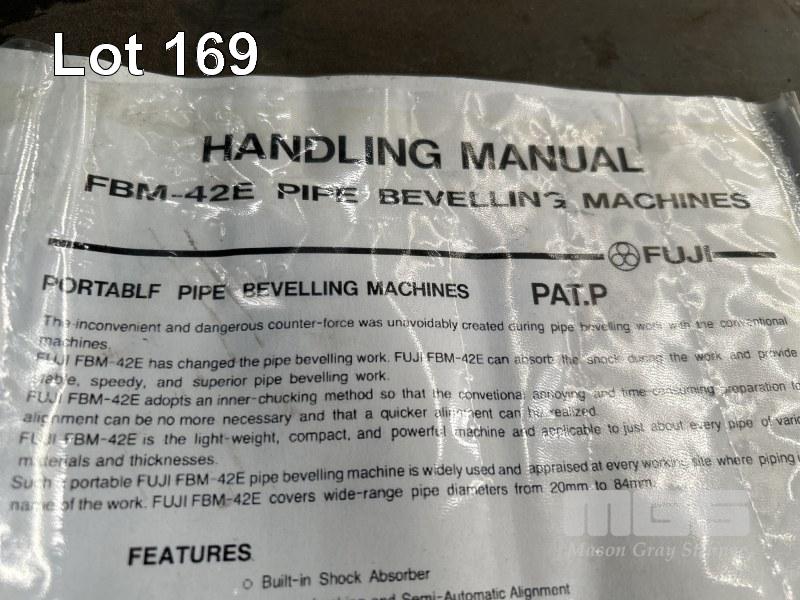 Lot 169
HANDLING MANUAL
FBM-42E PIPE BEVELLING MACHINES
FUJI
PORTABLE PIPE BEVELLING MACHINES PAT.P
The inconvenient and dangerous counter-force was unavoidably created during pipe bevelling work with the conventional
machines.
FUJI FBM-42E has changed the pipe bevelling work. FUJI FBM-42E can absorb the shock during the work and provide
speedy, and superior pipe bevelling work.
FUJI FBM-42E adopts an inner-chucking method so that the convetional annoying and time-consuming preparation
alignment can be no more necessary and that a quicker alignment can be realized.
FUJI FBM-42E is the light-weight, compact, and powerful machine and applicable to just about every pipe of
materials and thicknesses.
Such portable FUJI FBM-42E pipe bevelling machine is widely used and appraised at every working site where piping
name of the work. FUJI FBM-42E covers wide-range pipe diameters from 20mm to 84mm.
MGS
Mason Gray Sharpe
FEATURES
o Built-in Shock Absorber
and Semi-Automatic Alignment